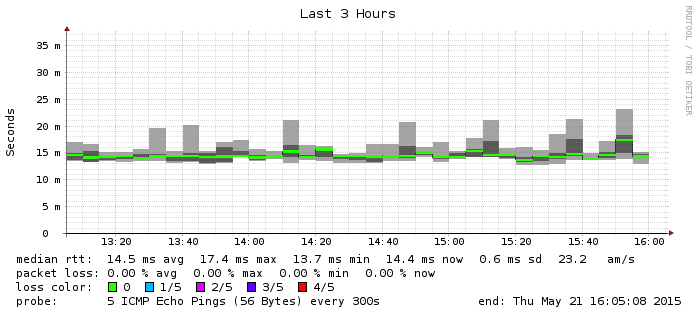 Last 3 Hours
RRDTOOL / TOBI OETIKER
Seconds
35 m
30 m
25 m
20 m
15 m
10 m
5 m
0
13:20 13:40 14:00 14:20 14:40 15:00 15:20 15:40 16:00
median rtt: 14.5 ms avg 17.4 ms max 13.7 ms min 14.4 ms now 0.6 ms sd 23.2 am/s
packet loss: 0.00 % avg 0.00 % max 0.00 % min 0.00 % now
loss color: 0 1/5 2/5 3/5 4/5
probe: 5 ICMP Echo Pings (56 Bytes) every 300s end: Thu May 21 16:05:08 2015